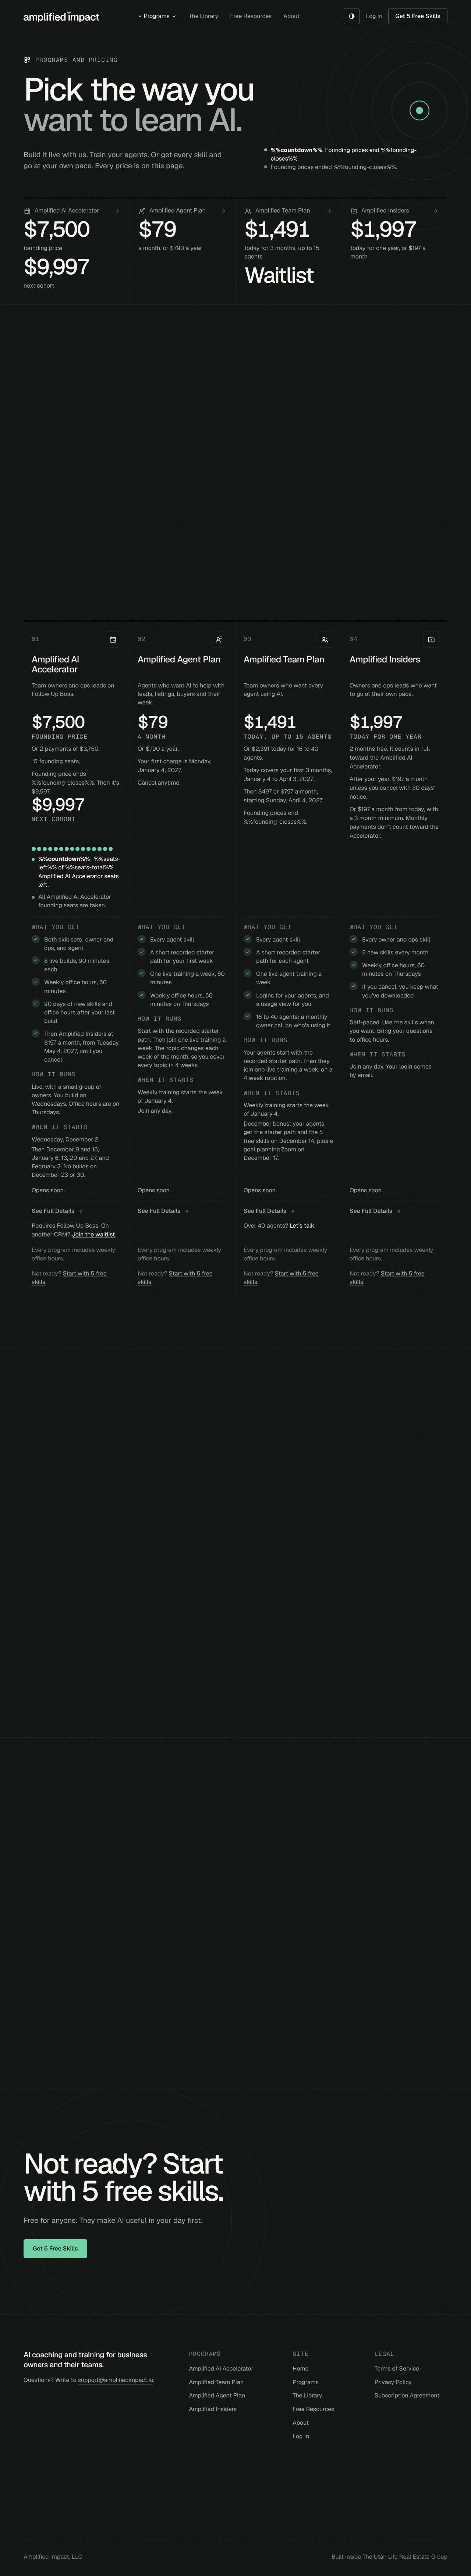 amplified impact
Programs
The Library
Free Resources
About
Log In
Get 5 Free Skills
PROGRAMS AND PRICING
Pick the way you
want to learn AI.
Build it live with us. Train your agents. Or get every skill and
go at your own pace. Every price is on this page.
%%countdown%%. Founding prices end %%founding-
closes%%.
Founding prices ended %%founding-closes%%.
Amplified AI Accelerator
$7,500
founding price
$9,997
next cohort
Amplified Agent Plan
$79
a month, or $790 a year
Amplified Team Plan
$1,491
today for 3 months, up to 15
agents
Waitlist
Amplified Insiders
$1,997
today for one year, or $197 a
month
01
Amplified AI
Accelerator
Team owners and ops leads on
Follow Up Boss.
$7,500
FOUNDING PRICE
Or 2 payments of $3,750.
15 founding seats.
Founding price ends
%%founding-closes%%. Then it's
$9,997.
$9,997
NEXT COHORT
%%countdown%% · %%seats-
left%% of %%seats-total%%
Amplified AI Accelerator seats
left.
All Amplified AI Accelerator
founding seats are taken.
WHAT YOU GET
Both skill sets: owner and
ops, and agent
8 live builds, 90 minutes
each
Weekly office hours, 60
minutes
90 days of new skills and
office hours after your last
build
Then Amplified Insiders at
$197 a month, from Tuesday,
May 4, 2027, until you
cancel
HOW IT RUNS
Live, with a small group of
owners. You build on
Wednesdays. Office hours are on
Thursdays.
WHEN IT STARTS
Wednesday, December 2.
Then December 9 and 16,
January 6, 13, 20 and 27, and
February 3. No builds on
December 23 or 30.
Opens soon.
See Full Details
Requires Follow Up Boss. On
another CRM? Join the waitlist.
Every program includes weekly
office hours.
Not ready? Start with 5 free
skills.
02
Amplified Agent Plan
Agents who want AI to help with
leads, listings, buyers and their
week.
$79
A MONTH
Or $790 a year.
Your first charge is Monday,
January 4, 2027.
Cancel anytime.
WHAT YOU GET
Every agent skill
A short recorded starter
path for your first week
One live training a week, 60
minutes
Weekly office hours, 60
minutes on Thursdays
HOW IT RUNS
Start with the recorded starter
path. Then join one live training a
week. The topic changes each
week of the month, so you cover
every topic in 4 weeks.
WHEN IT STARTS
Weekly training starts the week
of January 4.
Join any day.
Opens soon.
See Full Details
Every program includes weekly
office hours.
Not ready? Start with 5 free
skills.
03
Amplified Team Plan
Team owners who want every
agent using AI.
$1,491
TODAY, UP TO 15 AGENTS
Or $2,391 today for 16 to 40
agents.
Today covers your first 3 months,
January 4 to April 3, 2027.
Then $497 or $797 a month,
starting Sunday, April 4, 2027.
Founding prices end
%%founding-closes%%.
WHAT YOU GET
Every agent skill
A short recorded starter
path for each agent
One live agent training a
week
Logins for your agents, and
a usage view for you
16 to 40 agents: a monthly
owner call on who's using it
HOW IT RUNS
Your agents start with the
recorded starter path. Then they
join one live training a week, on a
4 week rotation.
WHEN IT STARTS
Weekly training starts the week
of January 4.
December bonus: your agents
get the starter path and the 5
free skills on December 14, plus a
goal planning Zoom on
December 17.
Opens soon.
See Full Details
Over 40 agents? Let's talk.
Every program includes weekly
office hours.
Not ready? Start with 5 free
skills.
04
Amplified Insiders
Owners and ops leads who want
to go at their own pace.
$1,997
TODAY FOR ONE YEAR
2 months free. It counts in full
toward the Amplified AI
Accelerator.
After your year, $197 a month
unless you cancel with 30 days'
notice.
Or $197 a month from today, with
a 3 month minimum. Monthly
payments don't count toward the
Accelerator.
WHAT YOU GET
Every owner and ops skill
2 new skills every month
Weekly office hours, 60
minutes on Thursdays
If you cancel, you keep what
you've downloaded
HOW IT RUNS
Self-paced. Use the skills when
you want. Bring your questions
to office hours.
WHEN IT STARTS
Join any day. Your login comes
by email.
Opens soon.
See Full Details
Every program includes weekly
office hours.
Not ready? Start with 5 free
skills.
Not ready? Start
with 5 free skills.
Free for anyone. They make AI useful in your day first.
Get 5 Free Skills
AI coaching and training for business
owners and their teams.
Questions? Write to support@amplifiedimpact.io.
PROGRAMS
Amplified AI Accelerator
Amplified Team Plan
Amplified Agent Plan
Amplified Insiders
SITE
Home
Programs
The Library
Free Resources
About
Log In
LEGAL
Terms of Service
Privacy Policy
Subscription Agreement
Amplified Impact, LLC
Built inside The Utah Life Real Estate Group